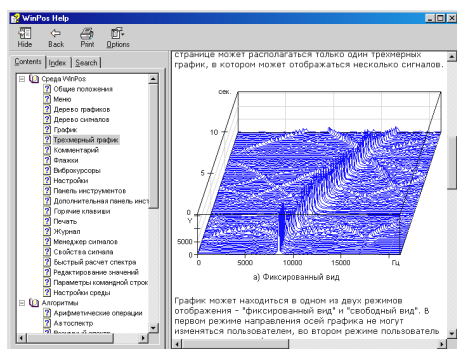 WinPos Help
Hide Back Print Options
Contents Index Search
Среда WinPos
Общие положения
Меню
Дерево графиков
Дерево сигналов
График
Трехмерный график
Комментарий
Флажки
Виброкурсоры
Настройки
Панель инструментов
Дополнительная панель инст
Горячие клавиши
Печать
Журнал
Менеджер сигналов
Свойства сигнала
Быстрый расчет спектра
Редактирование значений
Параметры командной строк
Настройки среды
Алгоритмы
Арифметические операции
Автоспектр
странице может располагаться только один трехмерных
график, в котором может отображаться несколько сигналов.
сек.
10
5
0
Y
5000
0
0 5000 10000 15000 Гц
а) Фиксированный вид
График может находиться в одном из двух режимов
отображения - "фиксированный вид" и "свободный вид". В
первом режиме направления осей графика не могут
изменяться пользователем, во втором режиме пользователь